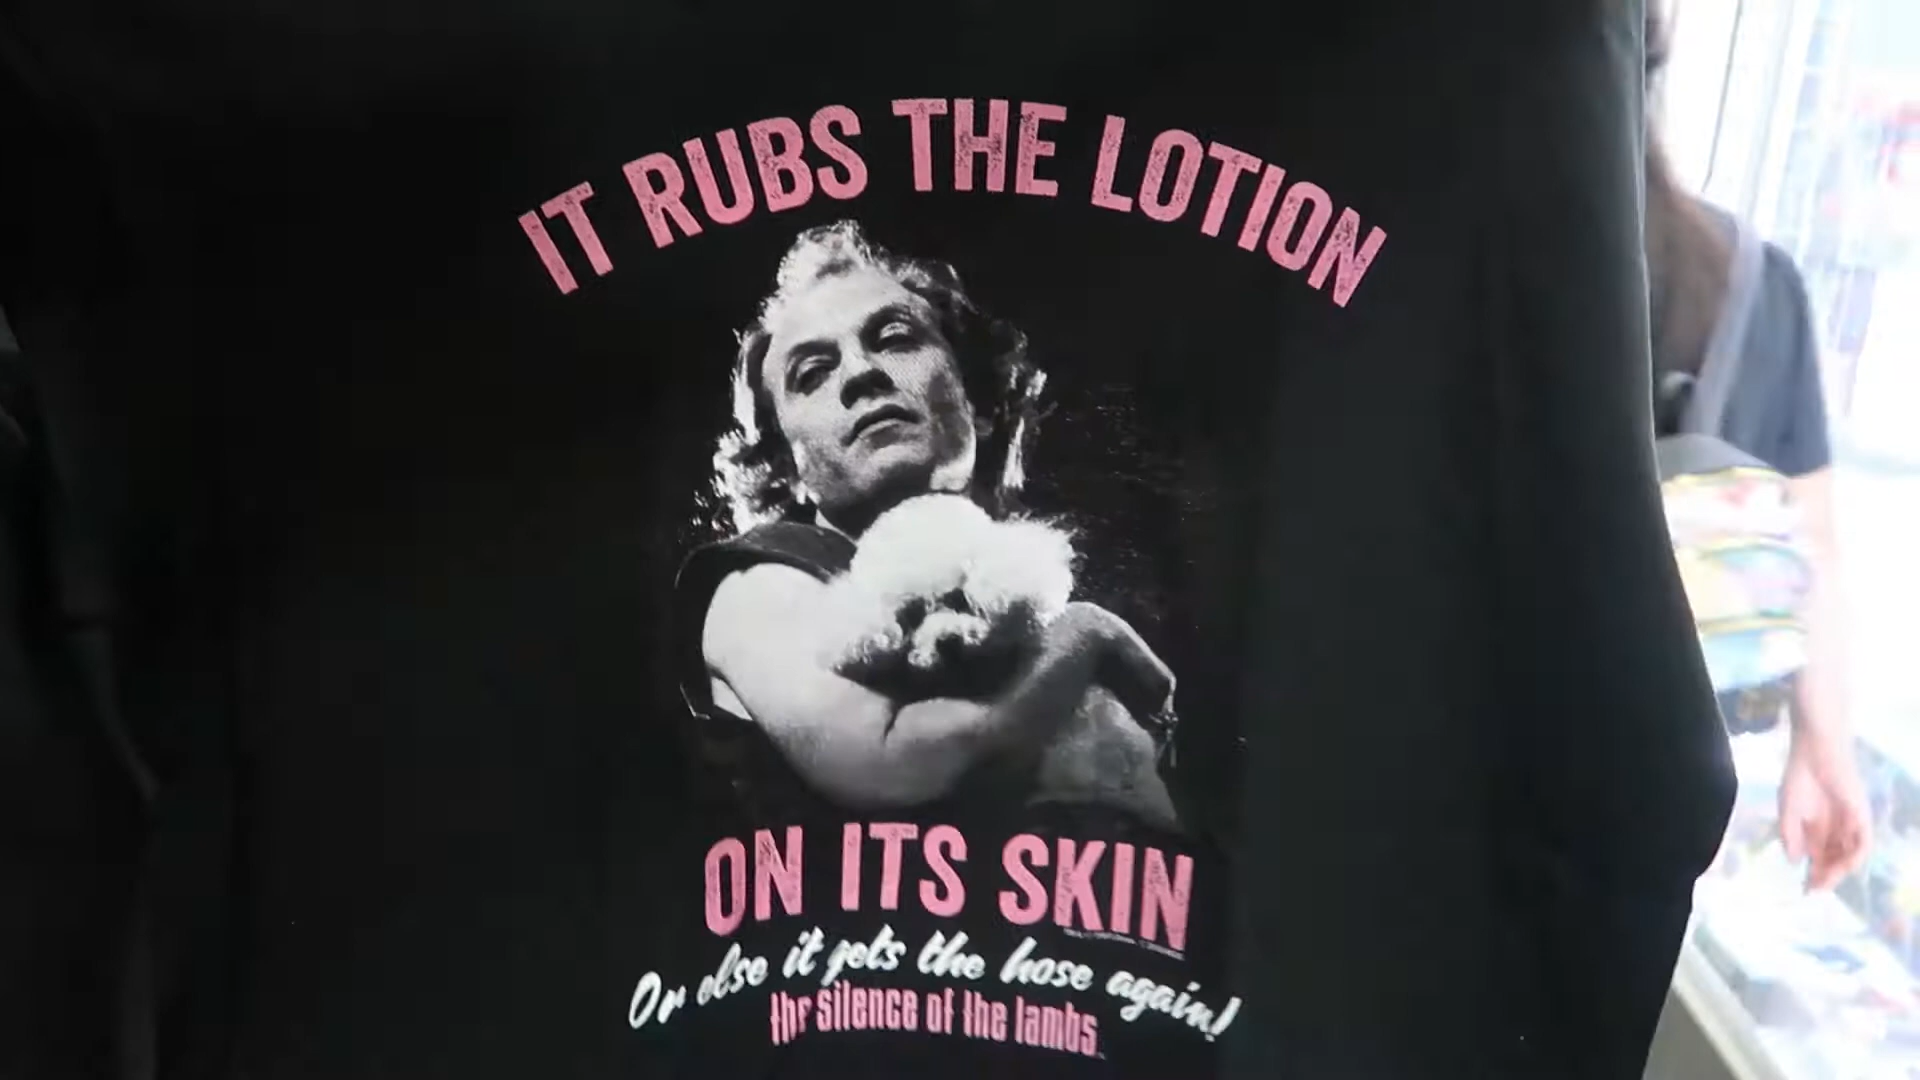 IT RUBS THE LOTION
ON ITS SKIN
Or else it gets the hose again!
the silence of the lambs